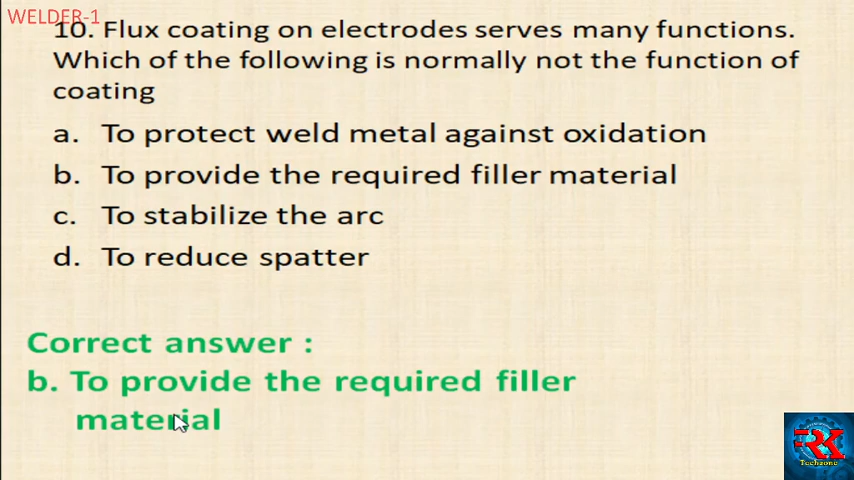 WELDER-1
10. Flux coating on electrodes serves many functions.
Which of the following is normally not the function of
coating
a. To protect weld metal against oxidation
b. To provide the required filler material
c. To stabilize the arc
d. To reduce spatter
Correct answer :
b. To provide the required filler
material
RK
Techzone